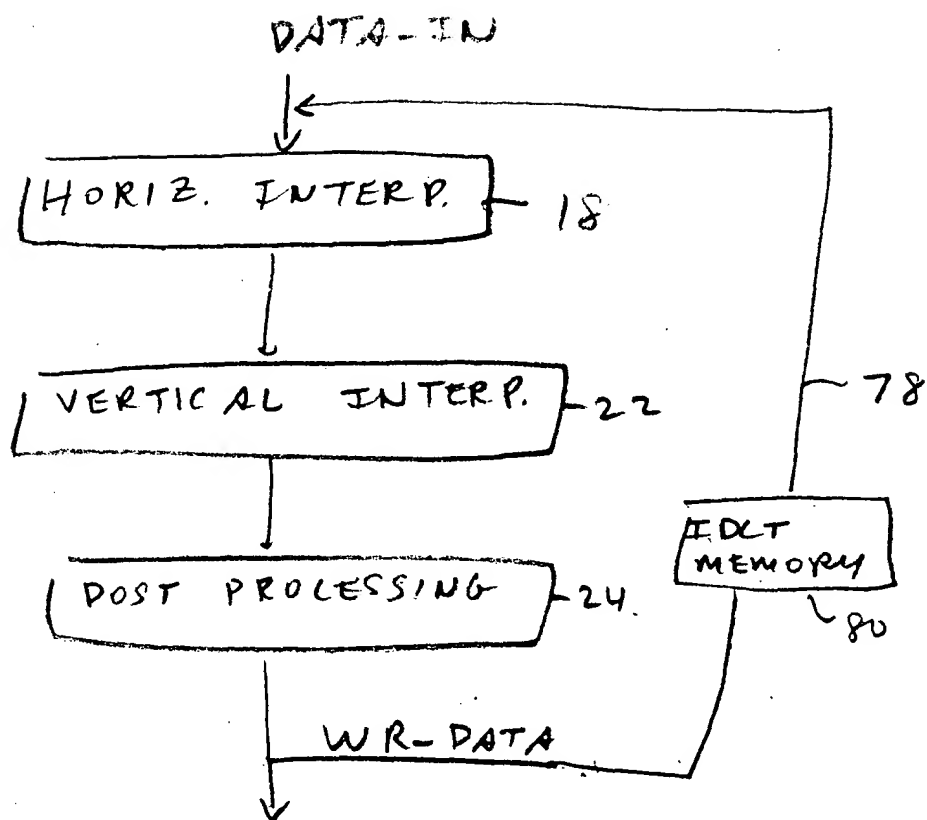 DATA-IN
HORIZ. INTERP.
18
VERTICAL INTERP.
22
78
IDCT
MEMORY
80
POST PROCESSING
24.
WR-DATA